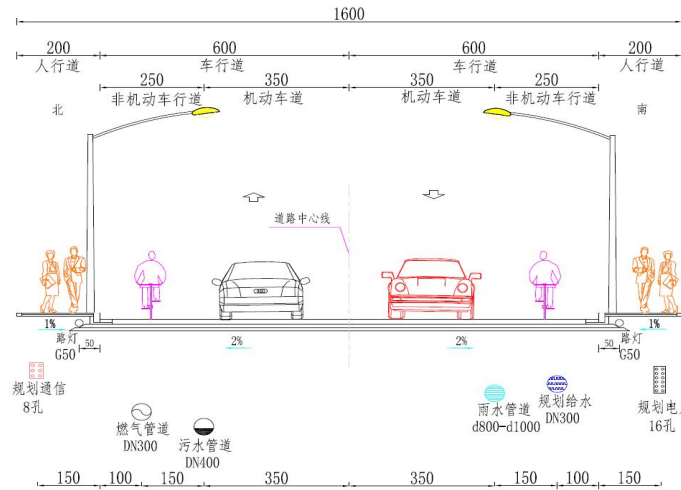 1600
200 600 600 200
人行道 车行道 车行道 人行道
250 350 350 250
非机动车行道 机动车道 机动车道 非机动车行道
北 南
道路中心线
1% 1%
路灯 50 2% 2% 50 路灯
G50 G50
规划通信
8孔
燃气管道
DN300
污水管道
DN400
雨水管道
d800-d1000
规划给水
DN300
规划电
16孔
150 100 150 350 350 150 100 150